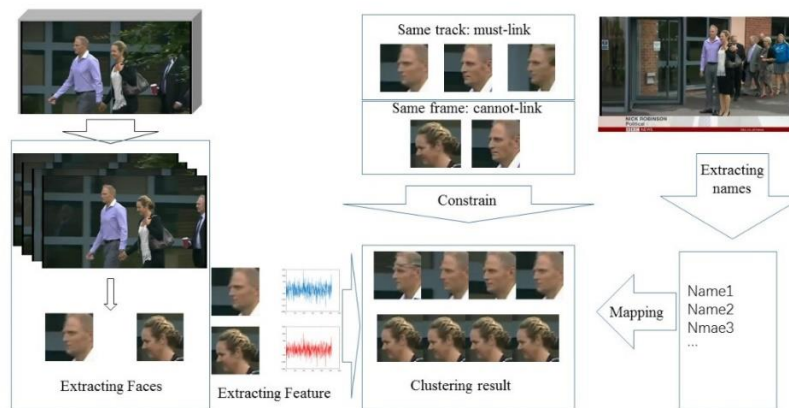 Same track: must-link
Same frame: cannot-link
NICK ROBINSON
Political
NEWS
Extracting
names
Constrain
Name1
Name2
Nmae3
...
Mapping
Extracting Faces
Extracting Feature
Clustering result